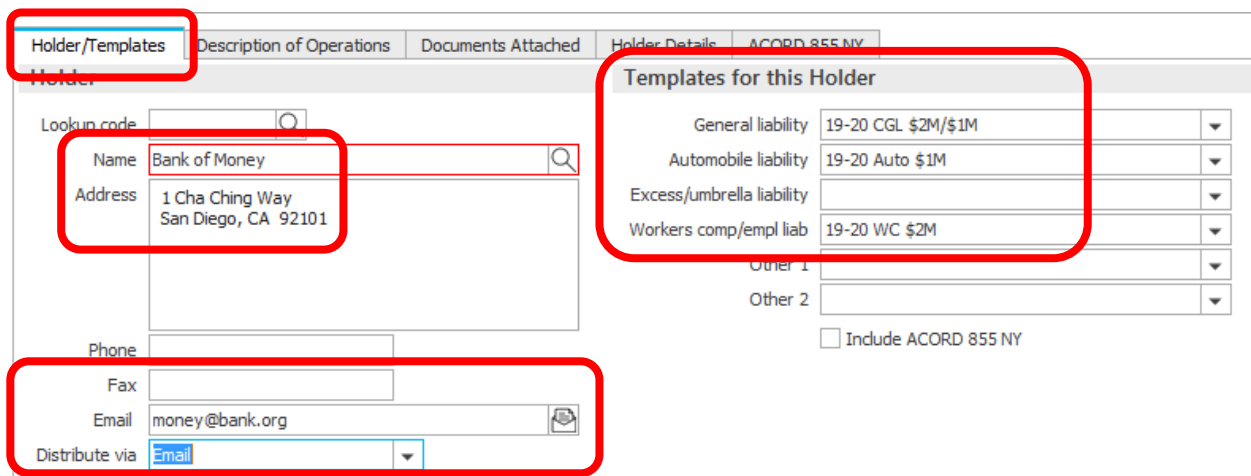 Holder/Templates Description of Operations Documents Attached Holder Details ACORD 855 NY
Holder
Lookup code
Name Bank of Money
Address 1 Cha Ching Way
San Diego, CA 92101
Phone
Fax
Email money@bank.org
Distribute via Email
Templates for this Holder
General liability 19-20 CGL $2M/$1M
Automobile liability 19-20 Auto $1M
Excess/umbrella liability
Workers comp/empl liab 19-20 WC $2M
Other 1
Other 2
Include ACORD 855 NY